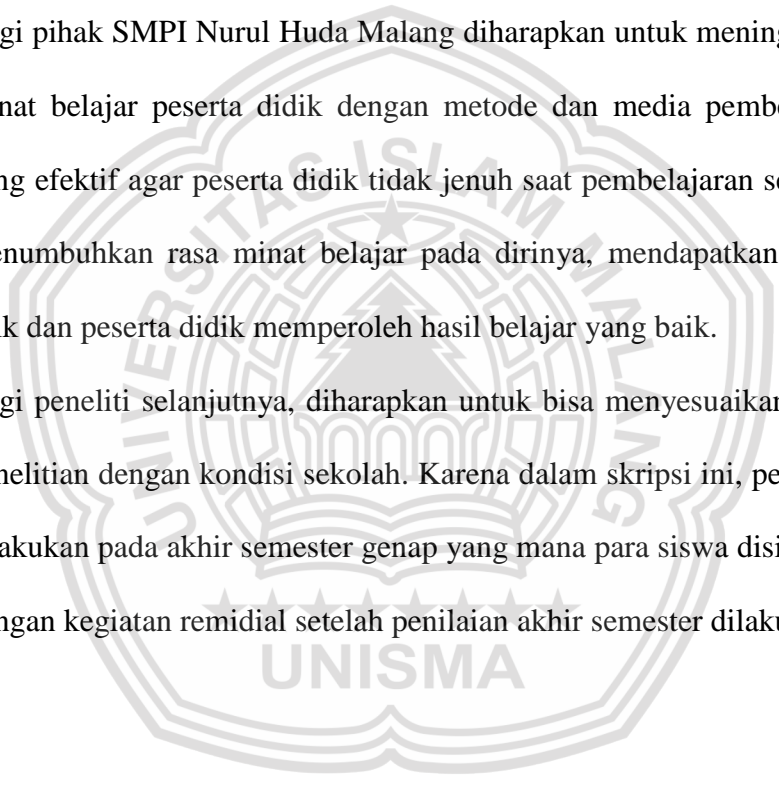 gi pihak SMPI Nurul Huda Malang diharapkan untuk mening
nat belajar peserta didik dengan metode dan media pembe
ng efektif agar peserta didik tidak jenuh saat pembelajaran se
enumbuhkan rasa minat belajar pada dirinya, mendapatkan
ik dan peserta didik memperoleh hasil belajar yang baik.
gi peneliti selanjutnya, diharapkan untuk bisa menyesuaikan
nelitian dengan kondisi sekolah. Karena dalam skripsi ini, pe
akukan pada akhir semester genap yang mana para siswa disi
ngan kegiatan remidial setelah penilaian akhir semester dilaku
UNIVERSITAS ISLAM MALANG
UNISMA